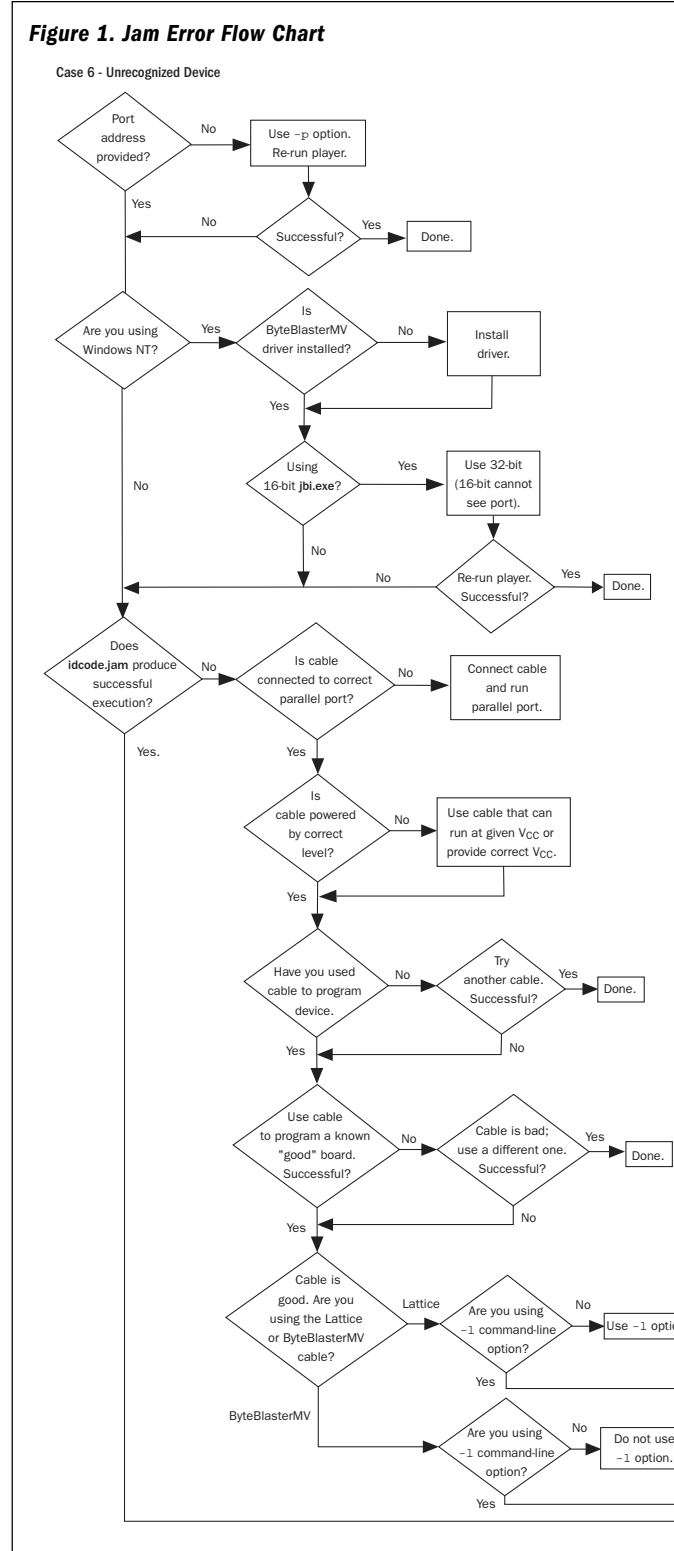 Figure 1. Jam Error Flow Chart
Case 6 - Unrecognized Device
Port
address
provided?
No
Use -p option.
Re-run player.
Yes
No
Successful?
Yes
Done.
Are you using
Windows NT?
Yes
Is
ByteBlasterMV
driver installed?
No
Install
driver.
Yes
No
Using
16-bit jbi.exe?
Yes
Use 32-bit
(16-bit cannot
see port).
No
No
Re-run player.
Successful?
Yes
Done.
Does
idcode.jam produce
successful
execution?
No
Is cable
connected to correct
parallel port?
No
Connect cable
and run
parallel port.
Yes.
Yes
Is
cable powered
by correct
level?
No
Use cable that can
run at given VCC or
provide correct VCC.
Yes
Have you used
cable to program
device.
No
Try
another cable.
Successful?
Yes
Done.
Yes
No
Use cable
to program a known
"good" board.
Successful?
No
Cable is bad;
use a different one.
Successful?
Yes
Done.
Yes
No
Cable is
good. Are you
using the Lattice
or ByteBlasterMV
cable?
Lattice
Are you using
-l command-line
option?
No
Use -l
Yes
ByteBlasterMV
Are you using
-l command-line
option?
No
Do not use
-l option.
Yes